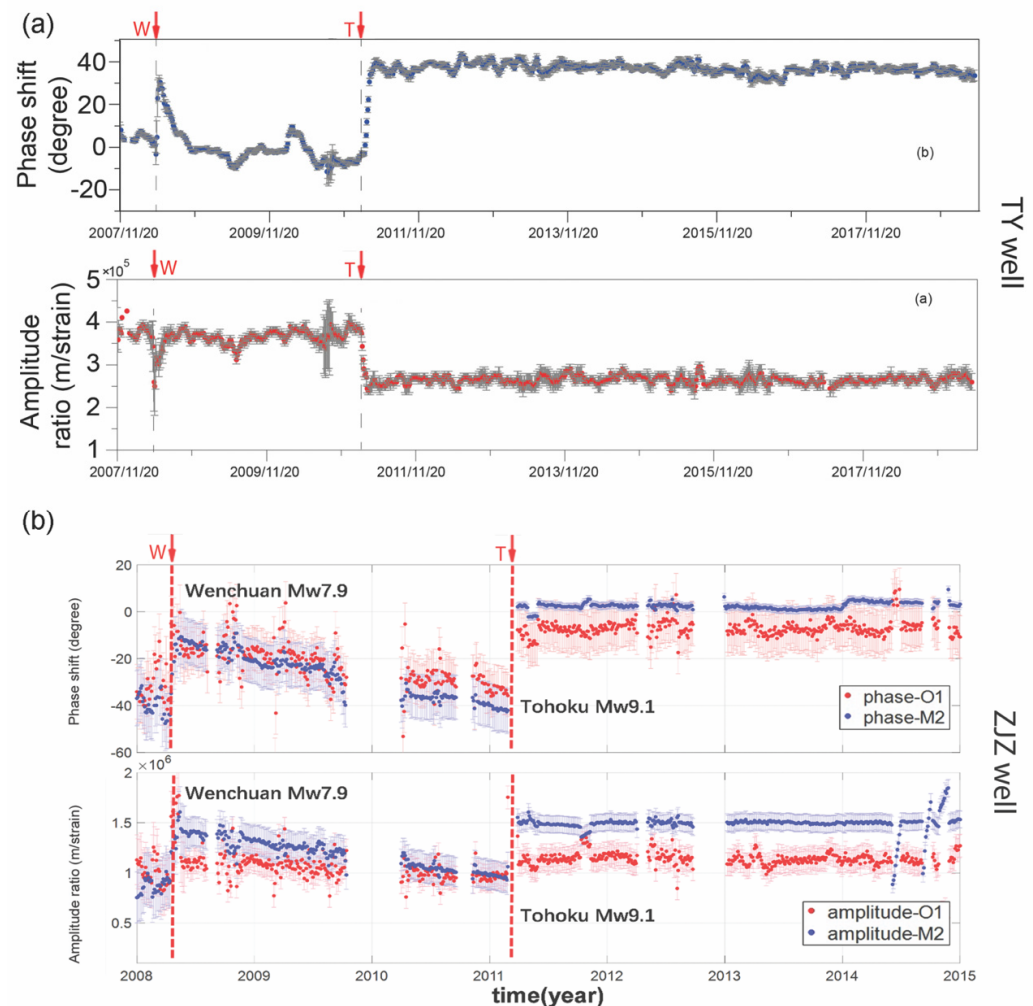 (a)
W
T
Phase shift
(degree)
40
20
0
-20
(b)
2007/11/20
2009/11/20
2011/11/20
2013/11/20
2015/11/20
2017/11/20
TY well
W
T
×10⁵
Amplitude
ratio (m/strain)
5
4
3
2
1
(a)
2007/11/20
2009/11/20
2011/11/20
2013/11/20
2015/11/20
2017/11/20
(b)
W
T
Phase shift (degree)
20
0
-20
-40
-60
Wenchuan Mw7.9
Tohoku Mw9.1
phase-O1
phase-M2
ZJZ well
×10⁶
Amplitude ratio (m/strain)
2
1.5
1
0.5
Wenchuan Mw7.9
Tohoku Mw9.1
amplitude-O1
amplitude-M2
2008
2009
2010
2011
2012
2013
2014
2015
time(year)